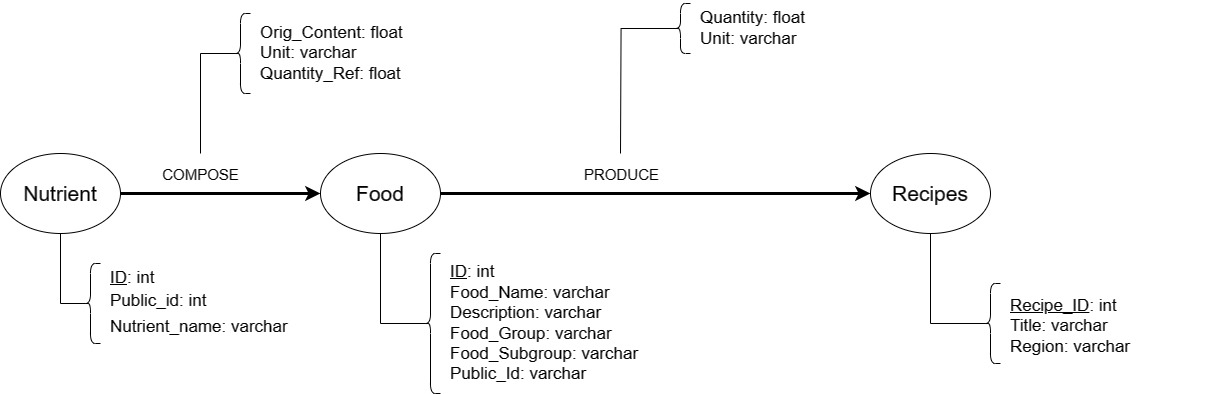 Orig_Content: float
Unit: varchar
Quantity_Ref: float
Quantity: float
Unit: varchar
COMPOSE
PRODUCE
Nutrient
Food
Recipes
ID: int
Public_id: int
Nutrient_name: varchar
ID: int
Food_Name: varchar
Description: varchar
Food_Group: varchar
Food_Subgroup: varchar
Public_Id: varchar
Recipe_ID: int
Title: varchar
Region: varchar